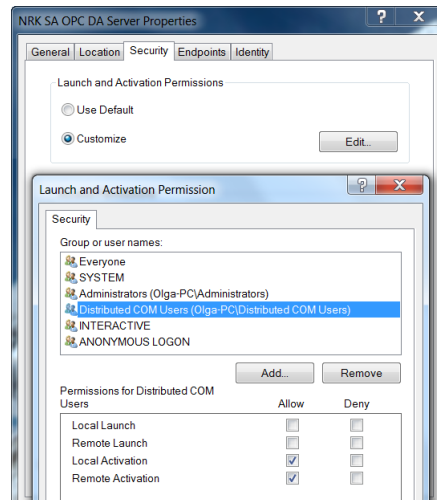 NRK SA OPC DA Server Properties
General Location Security Endpoints Identity
Launch and Activation Permissions
Use Default
Customize
Edit...
Launch and Activation Permission
Security
Group or user names:
Everyone
SYSTEM
Administrators (Olga-PC\Administrators)
Distributed COM Users (Olga-PC\Distributed COM Users)
INTERACTIVE
ANONYMOUS LOGON
Add... Remove
Permissions for Distributed COM
Users Allow Deny
Local Launch
Remote Launch
Local Activation
Remote Activation